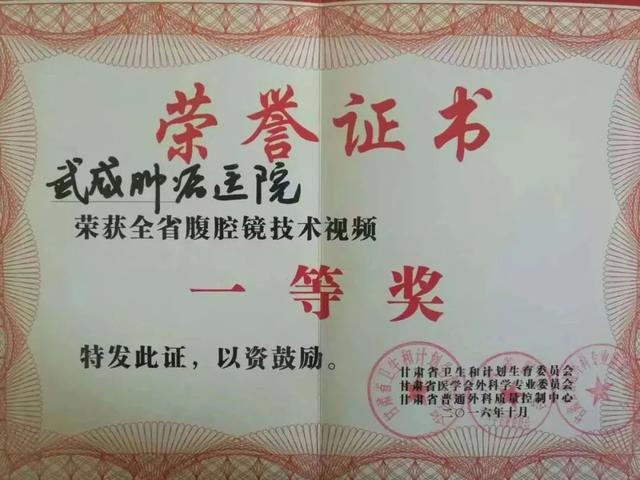 荣誉证书
武威肿瘤医院
荣获全省腹腔镜技术视频
一等奖
特发此证，以资鼓励。
甘肃省卫生和计划生育委员会
甘肃省医学会外科学专业委员会
甘肃省普通外科质量控制中心
二〇一六年十月